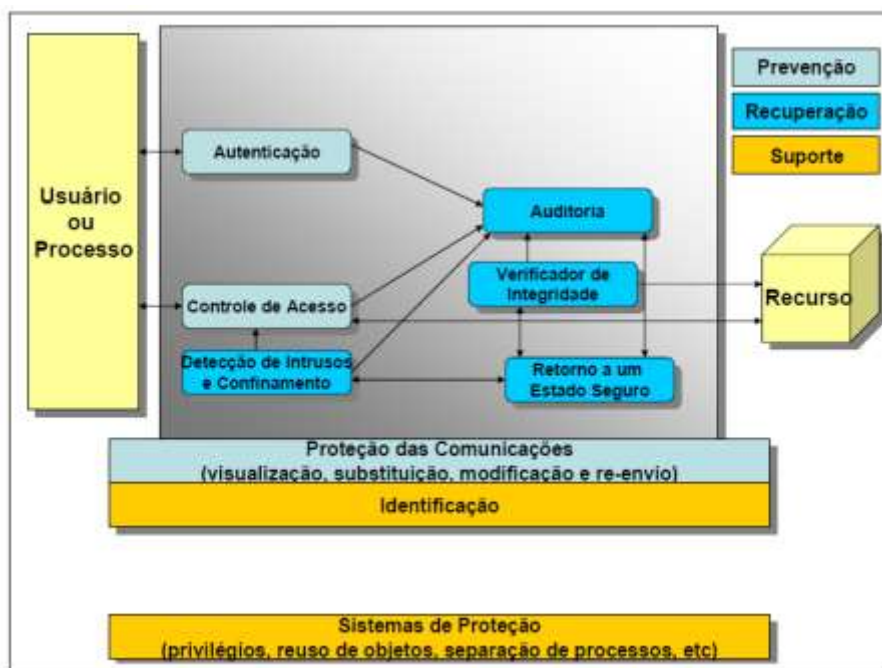 Usuário
ou
Processo
Autenticação
Controle de Acesso
Detecção de Intrusos
e Confinamento
Auditoria
Verificador de
Integridade
Retorno a um
Estado Seguro
Prevenção
Recuperação
Suporte
Recurso
Proteção das Comunicações
(visualização, substituição, modificação e re-envio)
Identificação
Sistemas de Proteção
(privilégios, reuso de objetos, separação de processos, etc)